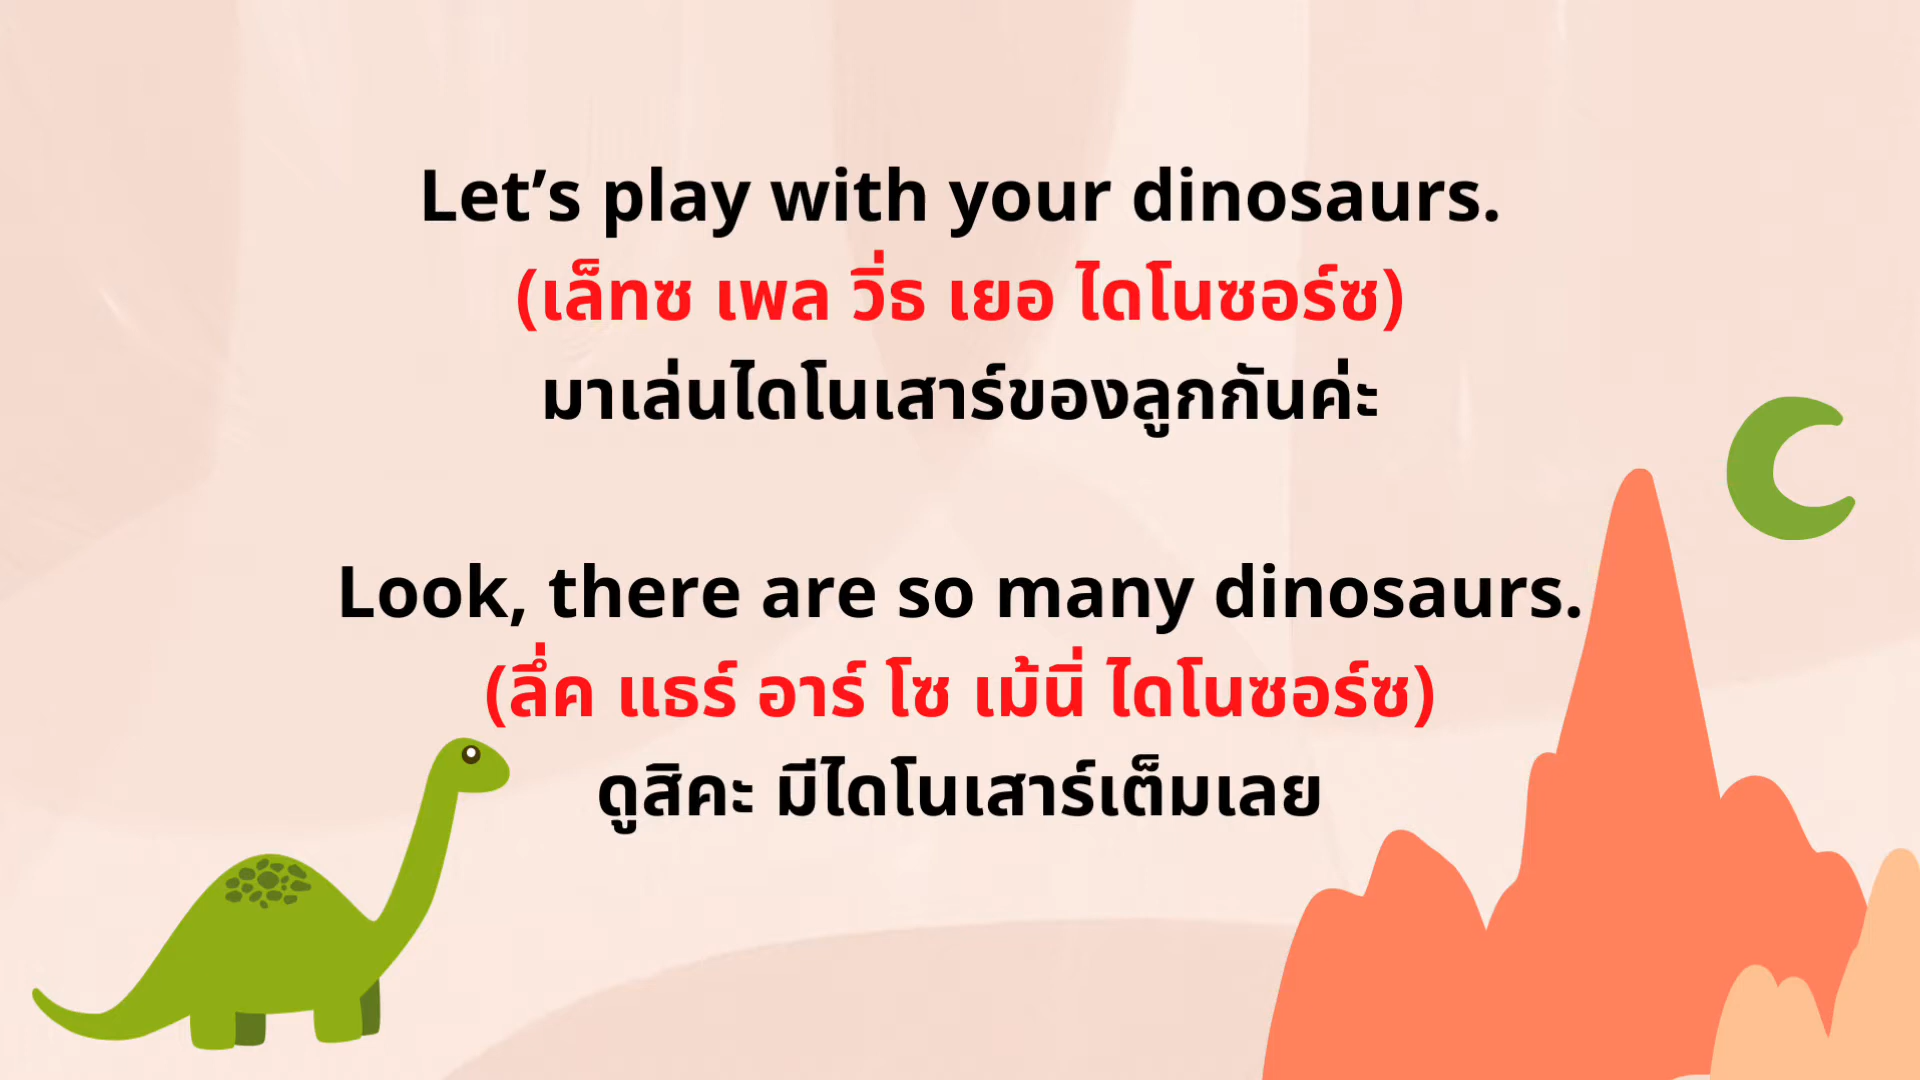 Let’s play with your dinosaurs.
(เล็ทซ เพล วิ่ธ เยอ ไดโนซอร์ซ)
มาเล่นไดโนเสาร์ของลูกกันค่ะ
Look, there are so many dinosaurs.
(ลึ่ค แธร์ อาร์ โซ เม้นิ่ ไดโนซอร์ซ)
ดูสิคะ มีไดโนเสาร์เต็มเลย